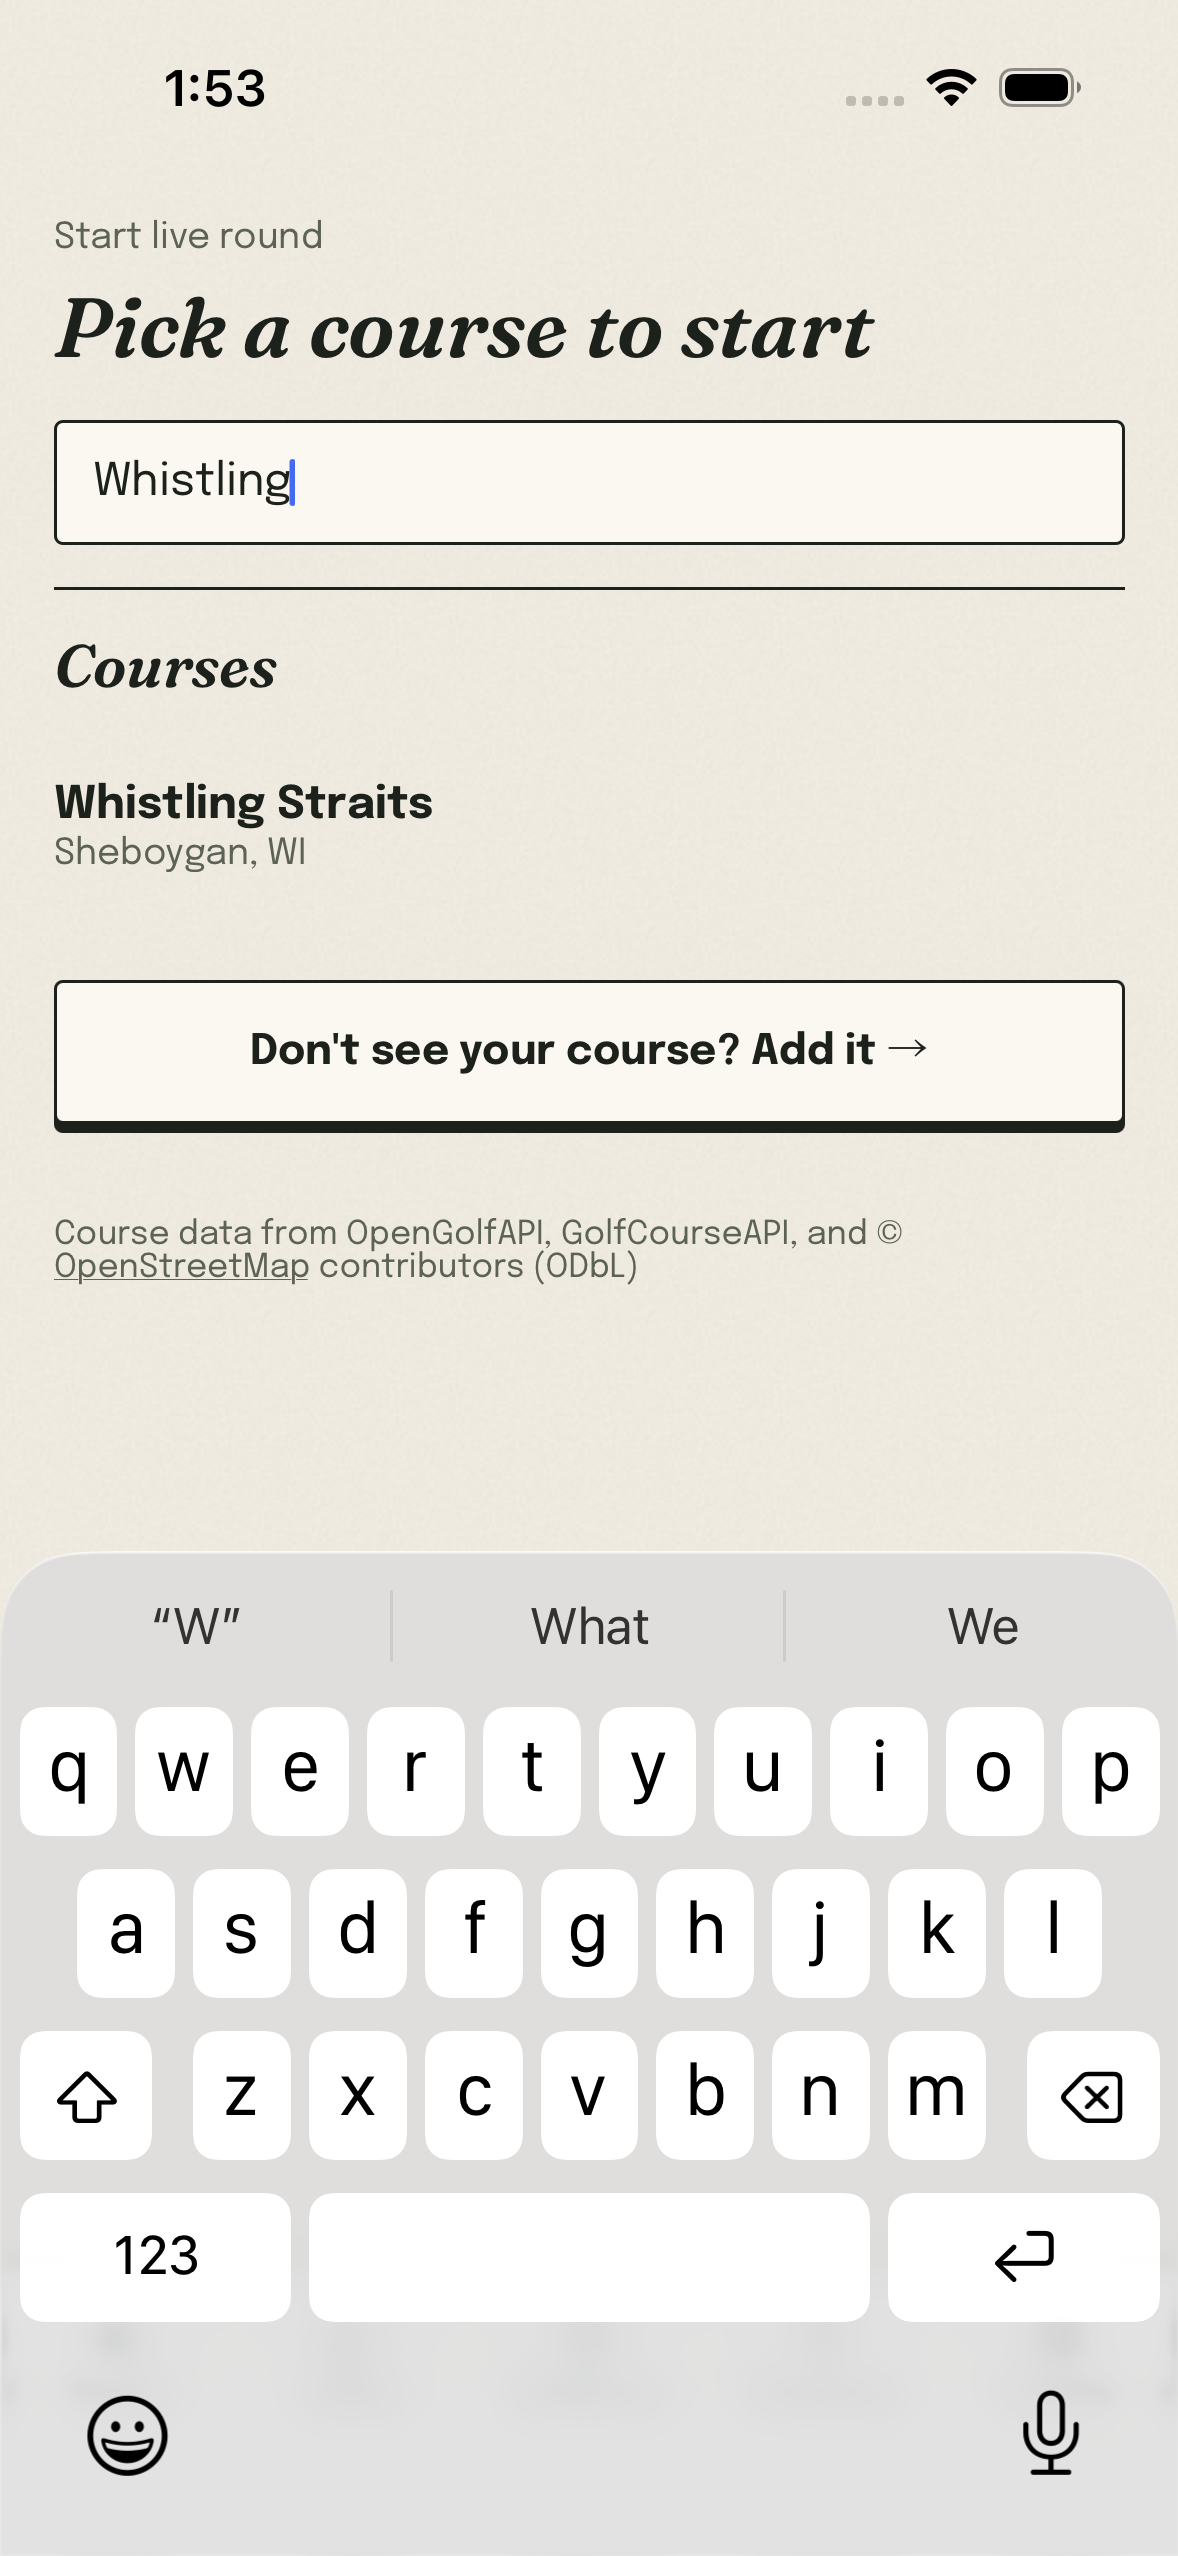 1:53
Start live round
Pick a course to start
Whistling
Courses
Whistling Straits
Sheboygan, WI
Don't see your course? Add it →
Course data from OpenGolfAPI, GolfCourseAPI, and ©
OpenStreetMap contributors (ODbL)
“W” What We
q w e r t y u i o p
a s d f g h j k l
z x c v b n m
123